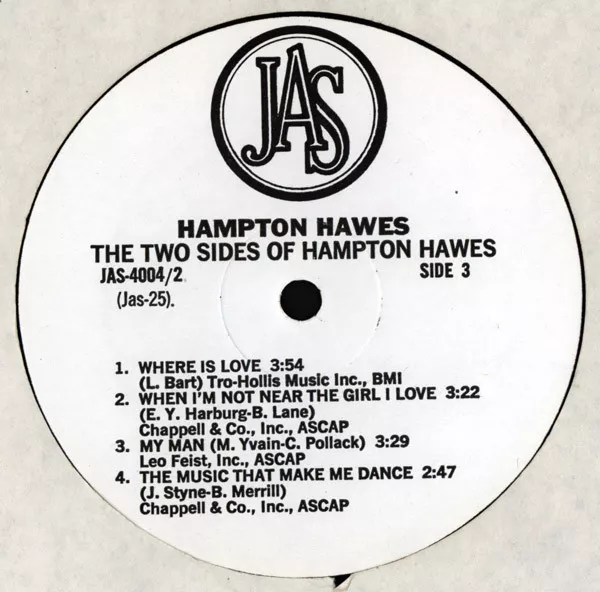 JAS
HAMPTON HAWES
THE TWO SIDES OF HAMPTON HAWES
JAS-4004/2 SIDE 3
(Jas-25).
1. WHERE IS LOVE 3:54
(L. Bart) Tro-Hollis Music Inc., BMI
2. WHEN I'M NOT NEAR THE GIRL I LOVE 3:22
(E. Y. Harburg-B. Lane)
Chappell & Co., Inc., ASCAP
3. MY MAN (M. Yvain-C. Pollack) 3:29
Leo Feist, Inc., ASCAP
4. THE MUSIC THAT MAKE ME DANCE 2:47
(J. Styne-B. Merrill)
Chappell & Co., Inc., ASCAP